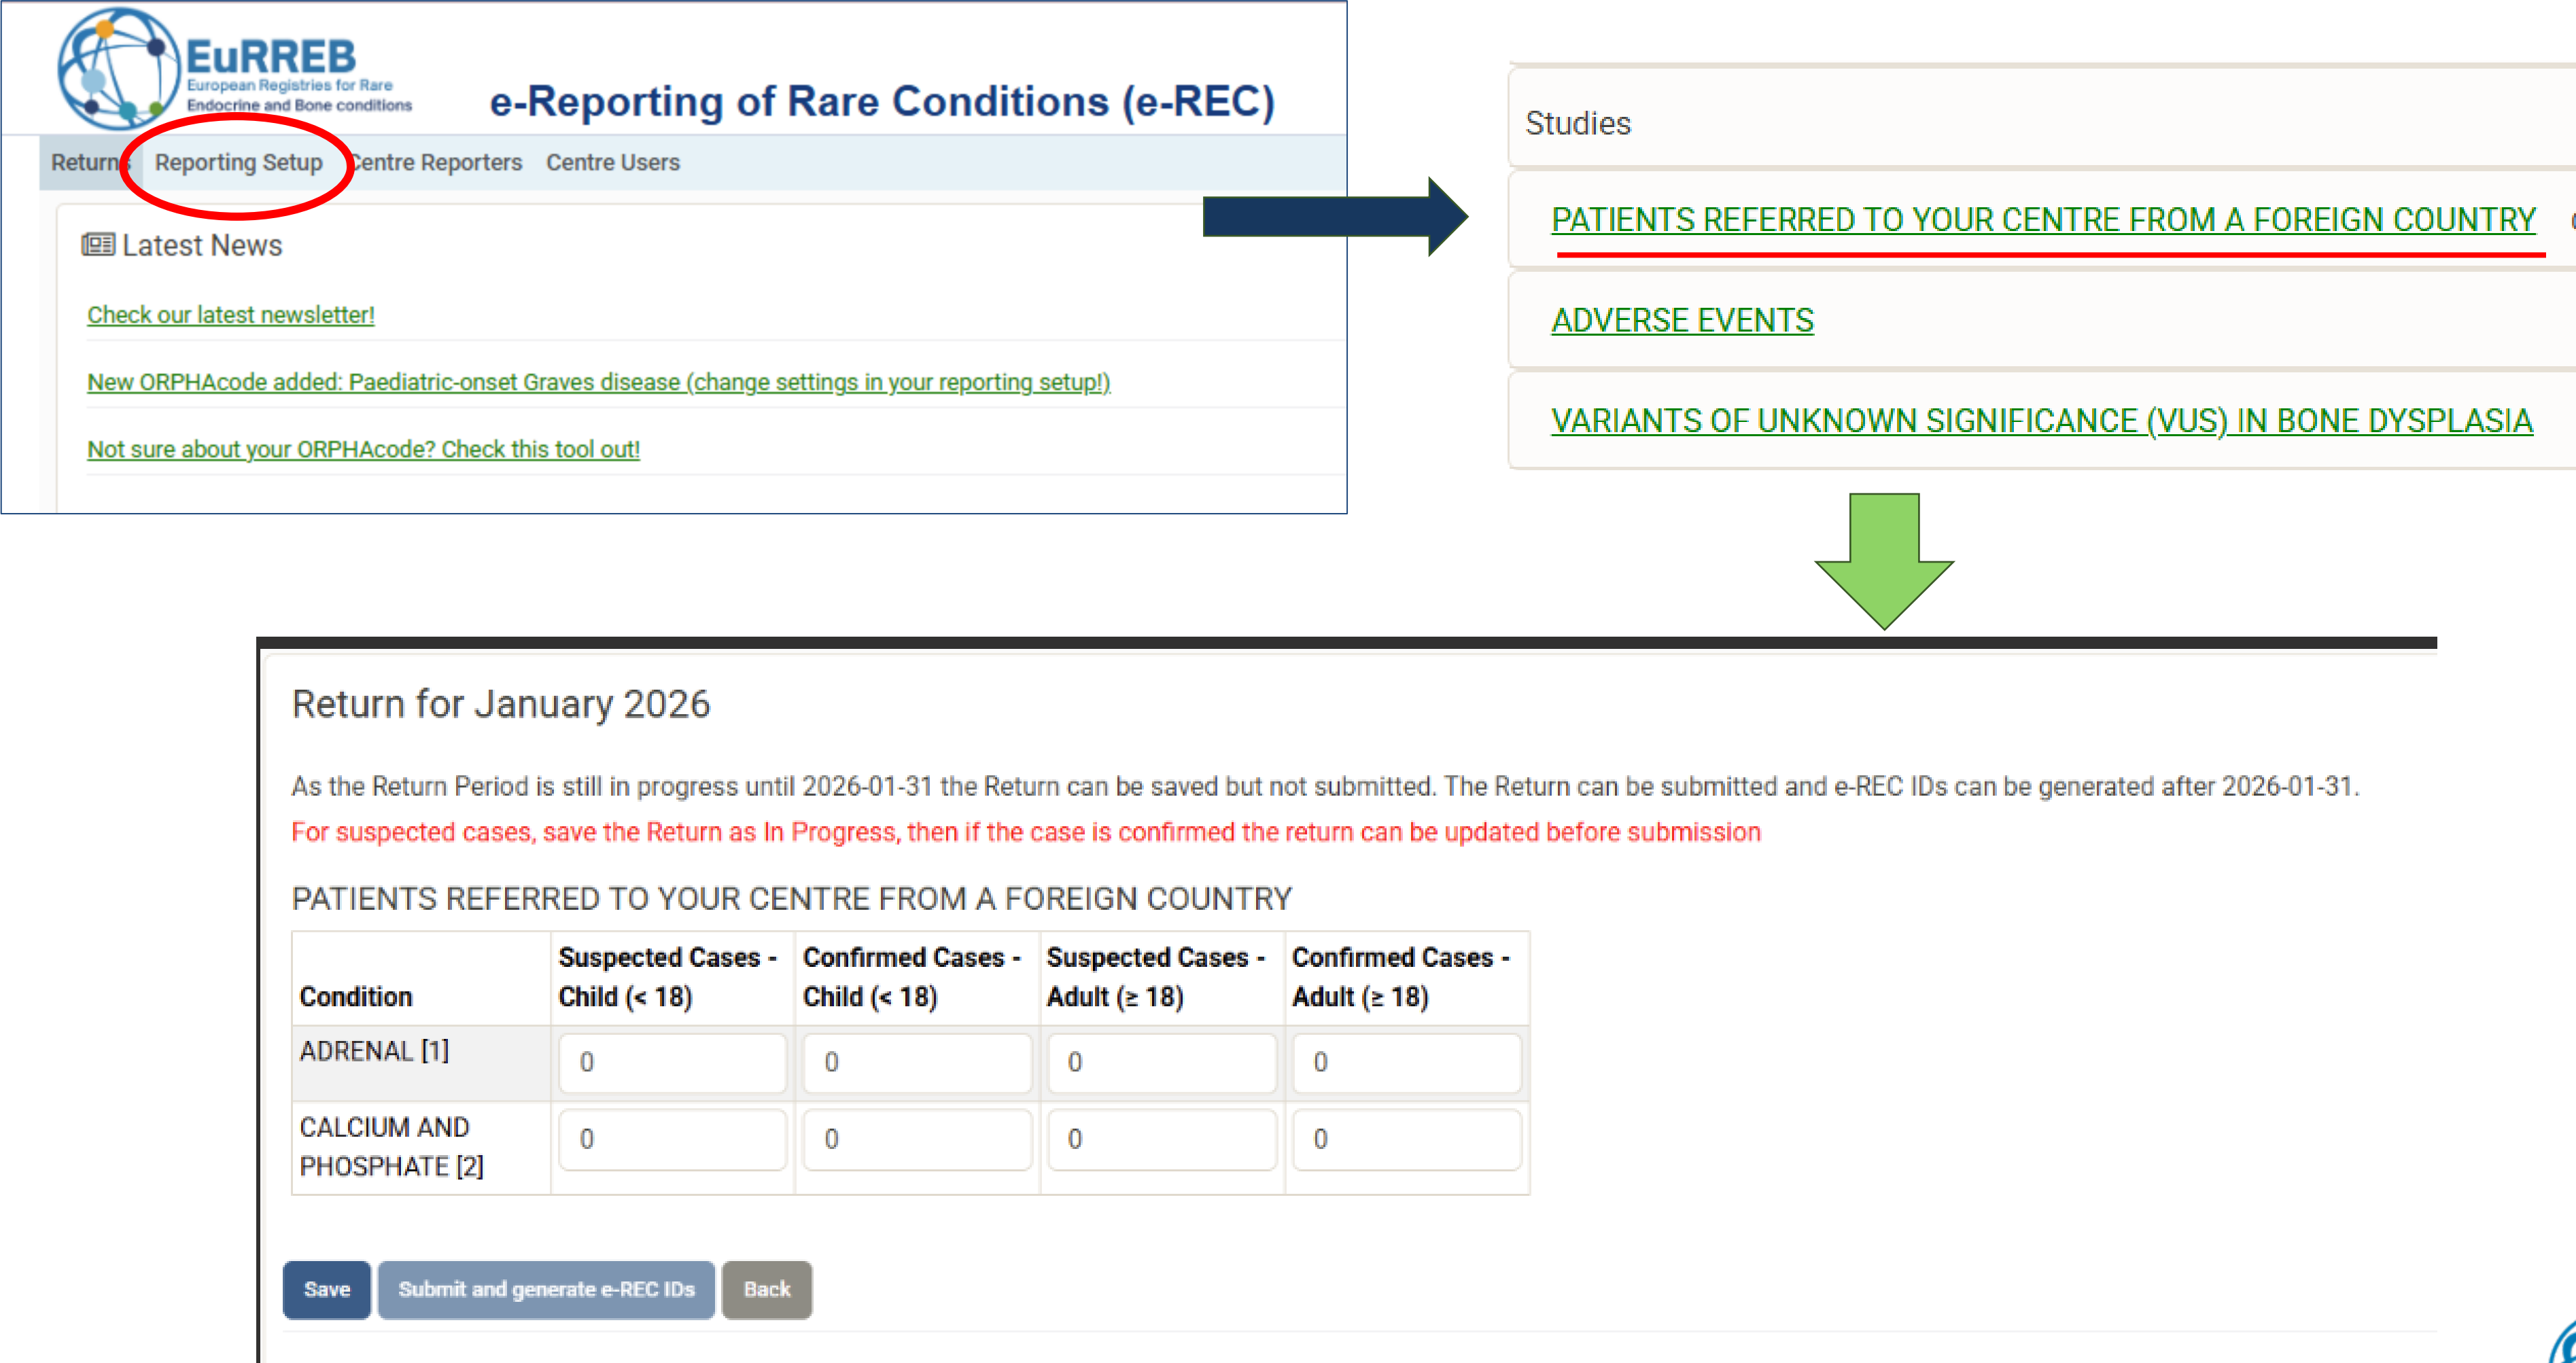 EuRREB
European Registries for Rare
Endocrine and Bone conditions
e-Reporting of Rare Conditions (e-REC)
Returns Reporting Setup Centre Reporters Centre Users
Latest News
Check our latest newsletter!
New ORPHAcode added: Paediatric-onset Graves disease (change settings in your reporting setup!)
Not sure about your ORPHAcode? Check this tool out!
Studies
PATIENTS REFERRED TO YOUR CENTRE FROM A FOREIGN COUNTRY
ADVERSE EVENTS
VARIANTS OF UNKNOWN SIGNIFICANCE (VUS) IN BONE DYSPLASIA
Return for January 2026
As the Return Period is still in progress until 2026-01-31 the Return can be saved but not submitted. The Return can be submitted and e-REC IDs can be generated after 2026-01-31.
For suspected cases, save the Return as In Progress, then if the case is confirmed the return can be updated before submission
PATIENTS REFERRED TO YOUR CENTRE FROM A FOREIGN COUNTRY
Suspected Cases - Confirmed Cases - Suspected Cases - Confirmed Cases -
Condition Child (< 18) Child (< 18) Adult (≥ 18) Adult (≥ 18)
ADRENAL [1] 0 0 0 0
CALCIUM AND
PHOSPHATE [2] 0 0 0 0
Save Submit and generate e-REC IDs Back